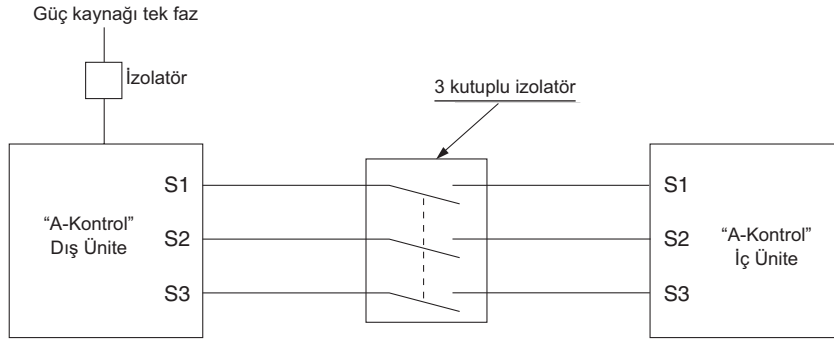 Güç kaynağı tek faz
İzolatör
3 kutuplu izolatör
“A-Kontrol”
Dış Ünite
S1
S2
S3
S1
S2
S3
“A-Kontrol”
İç Ünite